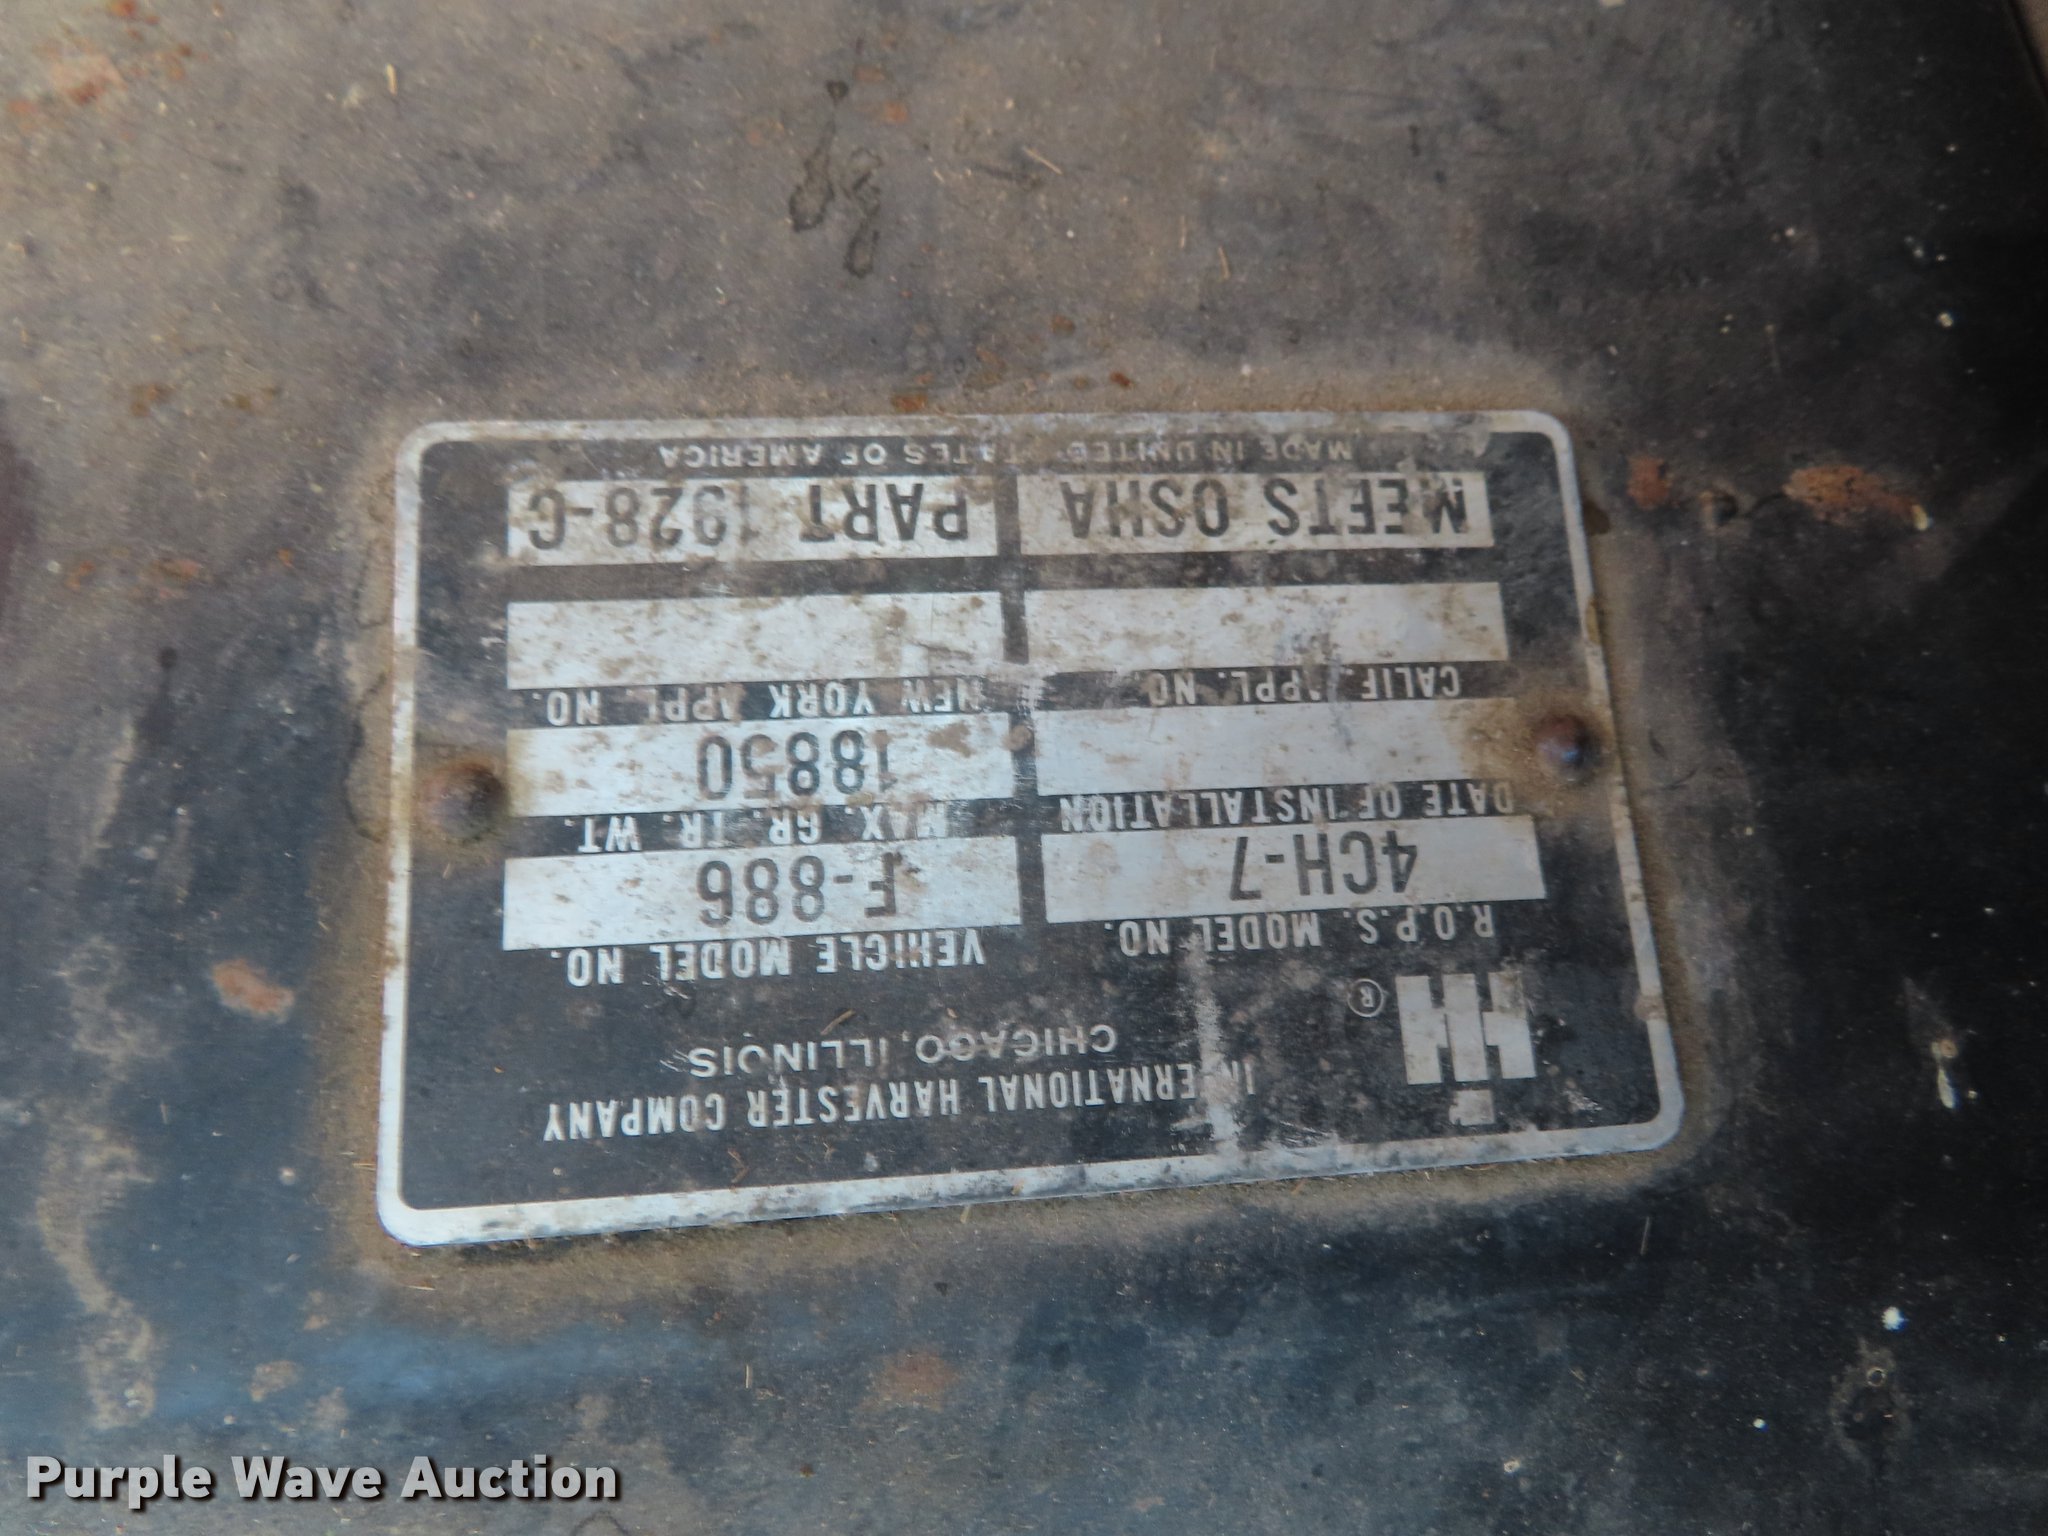 IH ®
INTERNATIONAL HARVESTER COMPANY
CHICAGO, ILLINOIS
R.O.P.S. MODEL NO. VEHICLE MODEL NO.
4CH-7 F-886
DATE OF INSTALLATION MAX. GR. TR. WT.
18850
CALIF. APPL. NO. NEW YORK APPL. NO.
MEETS OSHA PART 1928-C
MADE IN UNITED STATES OF AMERICA
Purple Wave Auction